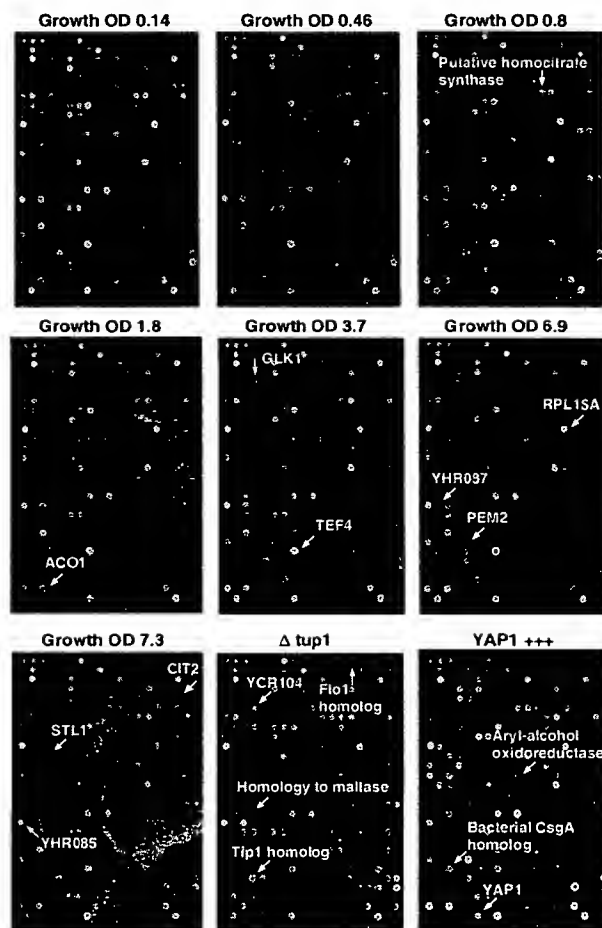 Growth OD 0.14
Growth OD 0.46
Growth OD 0.8
Putative homocitrate
synthase
Growth OD 1.8
Growth OD 3.7
Growth OD 6.9
GLK1
RPL15A
YHR087
TEF4
PEM2
ACO1
Growth OD 7.3
Δ tup1
YAP1 +++
CIT2
YCR104
Flo1
homolog
STL1
Aryl-alcohol
oxidoreductase
Homology to maltase
YHR085
Tip1 homolog
Bacterial CsgA
homolog
YAP1